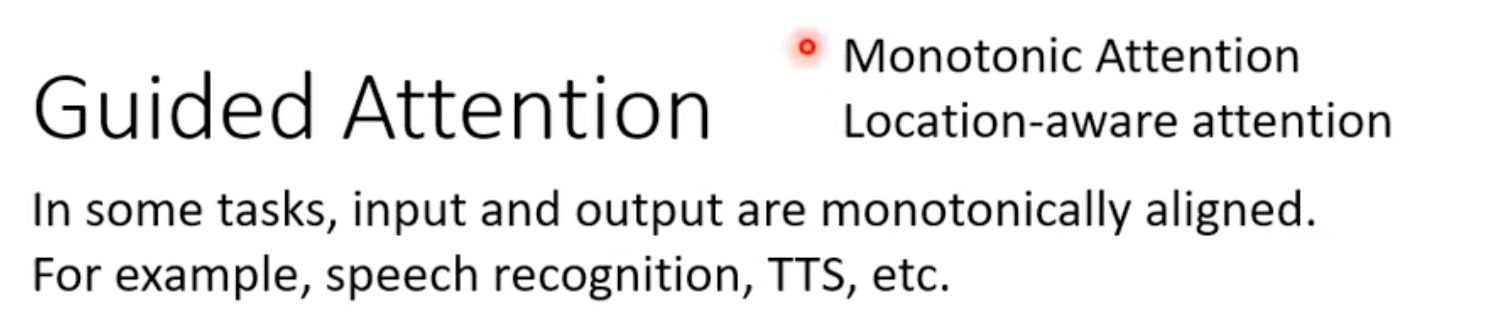 Guided Attention
Monotonic Attention
Location-aware attention
In some tasks, input and output are monotonically aligned.
For example, speech recognition, TTS, etc.